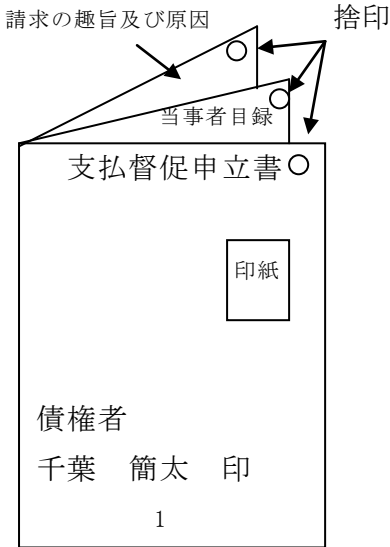 請求の趣旨及び原因
捨印
当事者目録
支払督促申立書
印紙
債権者
千葉 簡太 印
1